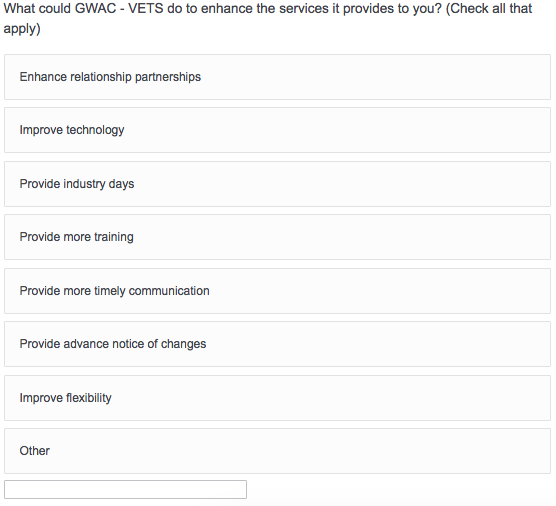 What could GWAC - VETS do to enhance the services it provides to you? (Check all that
apply)
Enhance relationship partnerships
Improve technology
Provide industry days
Provide more training
Provide more timely communication
Provide advance notice of changes
Improve flexibility
Other